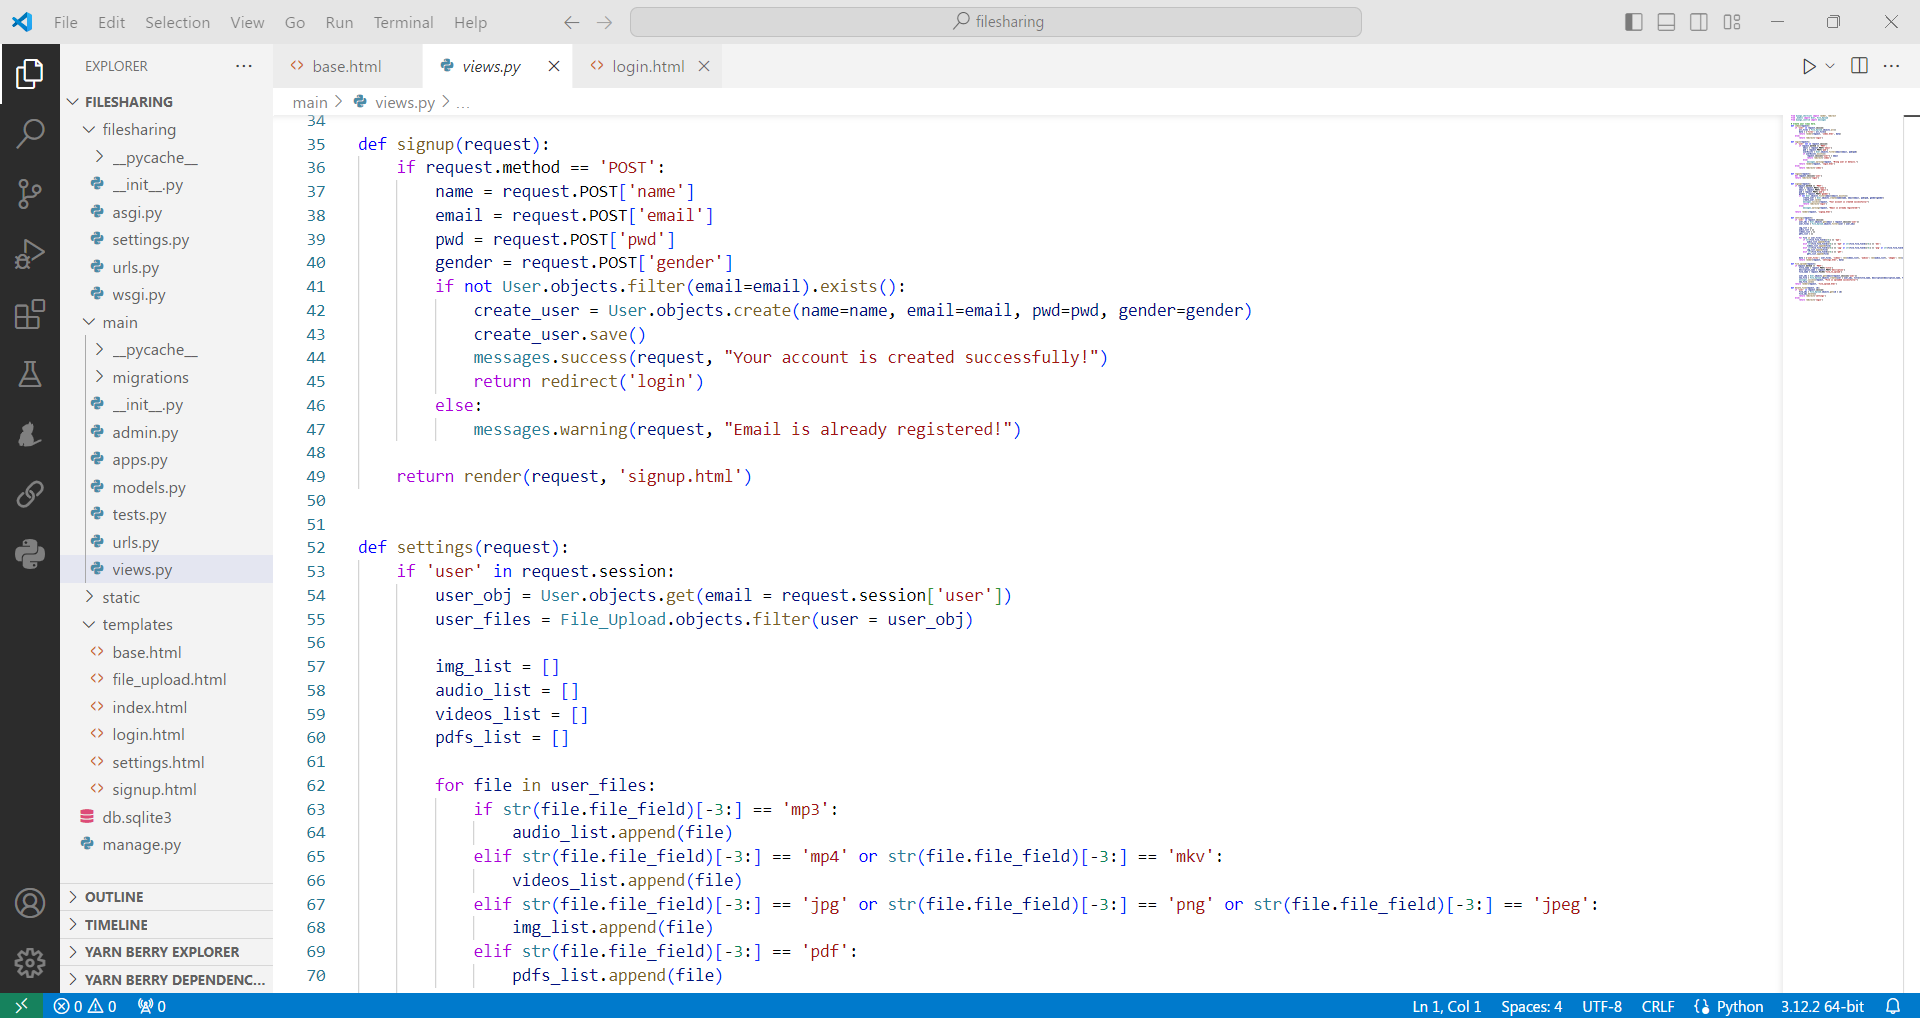 File Edit Selection View Go Run Terminal Help
filesharing
EXPLORER
base.html
views.py
login.html
main > views.py > ...
FILESHARING
filesharing
__pycache__
__init__.py
asgi.py
settings.py
urls.py
wsgi.py
main
__pycache__
migrations
__init__.py
admin.py
apps.py
models.py
tests.py
urls.py
views.py
static
templates
base.html
file_upload.html
index.html
login.html
settings.html
signup.html
db.sqlite3
manage.py
OUTLINE
TIMELINE
YARN BERRY EXPLORER
YARN BERRY DEPENDENC...
34
35 def signup(request):
36 if request.method == 'POST':
37 name = request.POST['name']
38 email = request.POST['email']
39 pwd = request.POST['pwd']
40 gender = request.POST['gender']
41 if not User.objects.filter(email=email).exists():
42 create_user = User.objects.create(name=name, email=email, pwd=pwd, gender=gender)
43 create_user.save()
44 messages.success(request, "Your account is created successfully!")
45 return redirect('login')
46 else:
47 messages.warning(request, "Email is already registered!")
48
49 return render(request, 'signup.html')
50
51
52 def settings(request):
53 if 'user' in request.session:
54 user_obj = User.objects.get(email = request.session['user'])
55 user_files = File_Upload.objects.filter(user = user_obj)
56
57 img_list = []
58 audio_list = []
59 videos_list = []
60 pdfs_list = []
61
62 for file in user_files:
63 if str(file.file_field)[-3:] == 'mp3':
64 audio_list.append(file)
65 elif str(file.file_field)[-3:] == 'mp4' or str(file.file_field)[-3:] == 'mkv':
66 videos_list.append(file)
67 elif str(file.file_field)[-3:] == 'jpg' or str(file.file_field)[-3:] == 'png' or str(file.file_field)[-3:] == 'jpeg':
68 img_list.append(file)
69 elif str(file.file_field)[-3:] == 'pdf':
70 pdfs_list.append(file)
0 0 0
Ln 1, Col 1 Spaces: 4 UTF-8 CRLF Python 3.12.2 64-bit